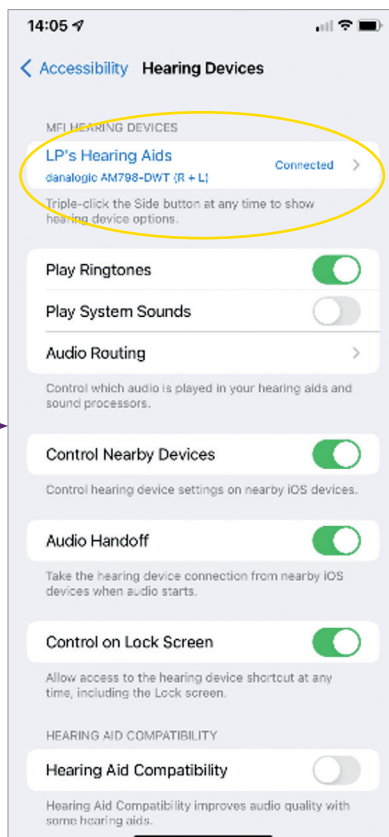 14:05
Accessibility Hearing Devices
MFI HEARING DEVICES
LP's Hearing Aids
Connected
danalogic AM798-DWT (R + L)
Triple-click the Side button at any time to show
hearing device options.
Play Ringtones
Play System Sounds
Audio Routing
Control which audio is played in your hearing aids and
sound processors.
Control Nearby Devices
Control hearing device settings on nearby iOS devices.
Audio Handoff
Take the hearing device connection from nearby iOS
devices when audio starts.
Control on Lock Screen
Allow access to the hearing device shortcut at any
time, including the Lock screen.
HEARING AID COMPATIBILITY
Hearing Aid Compatibility
Hearing Aid Compatibility improves audio quality with
some hearing aids.